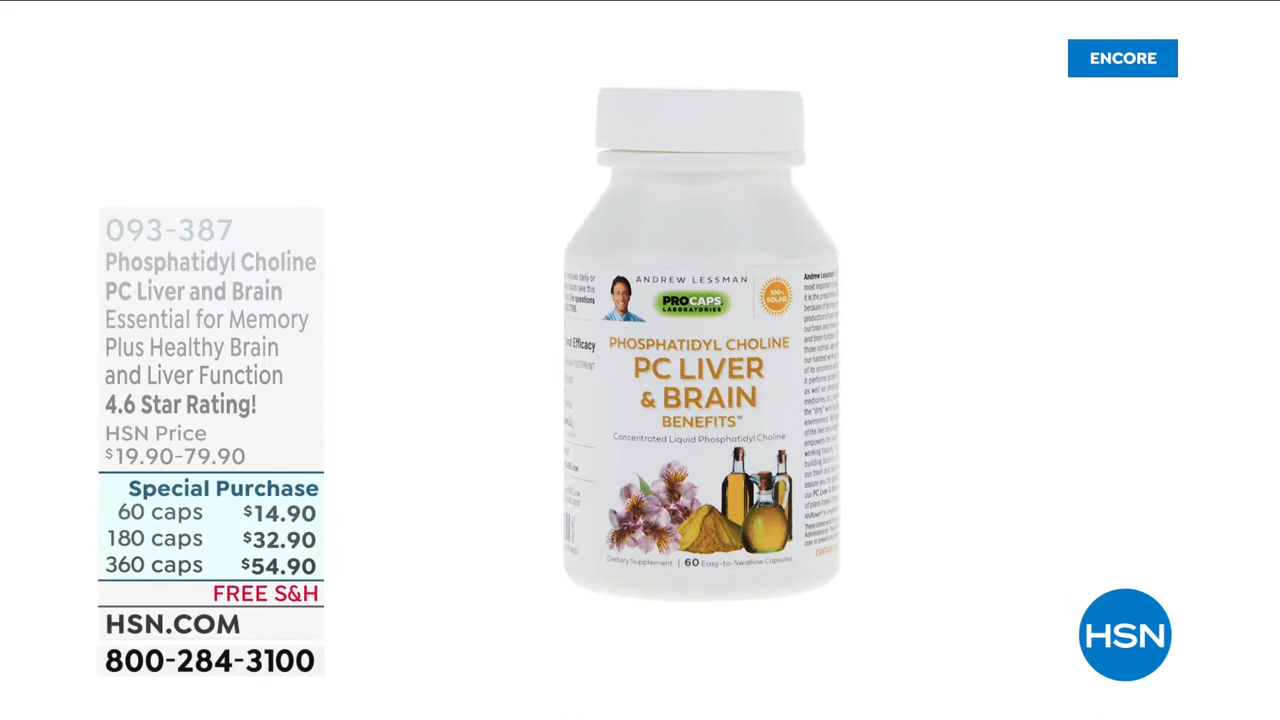 ENCORE
093-387
Phosphatidyl Choline
PC Liver and Brain
Essential for Memory
Plus Healthy Brain
and Liver Function
4.6 Star Rating!
HSN Price
$19.90-79.90
Special Purchase
60 caps $14.90
180 caps $32.90
360 caps $54.90
FREE S&H
HSN.COM
800-284-3100
ANDREW LESSMAN
PROCAPS
LABORATORIES
100%
SOLAR
PHOSPHATIDYL CHOLINE
PC LIVER
& BRAIN
BENEFITS™
Concentrated Liquid Phosphatidyl Choline
Dietary Supplement | 60 Easy-to-Swallow Capsules
HSN